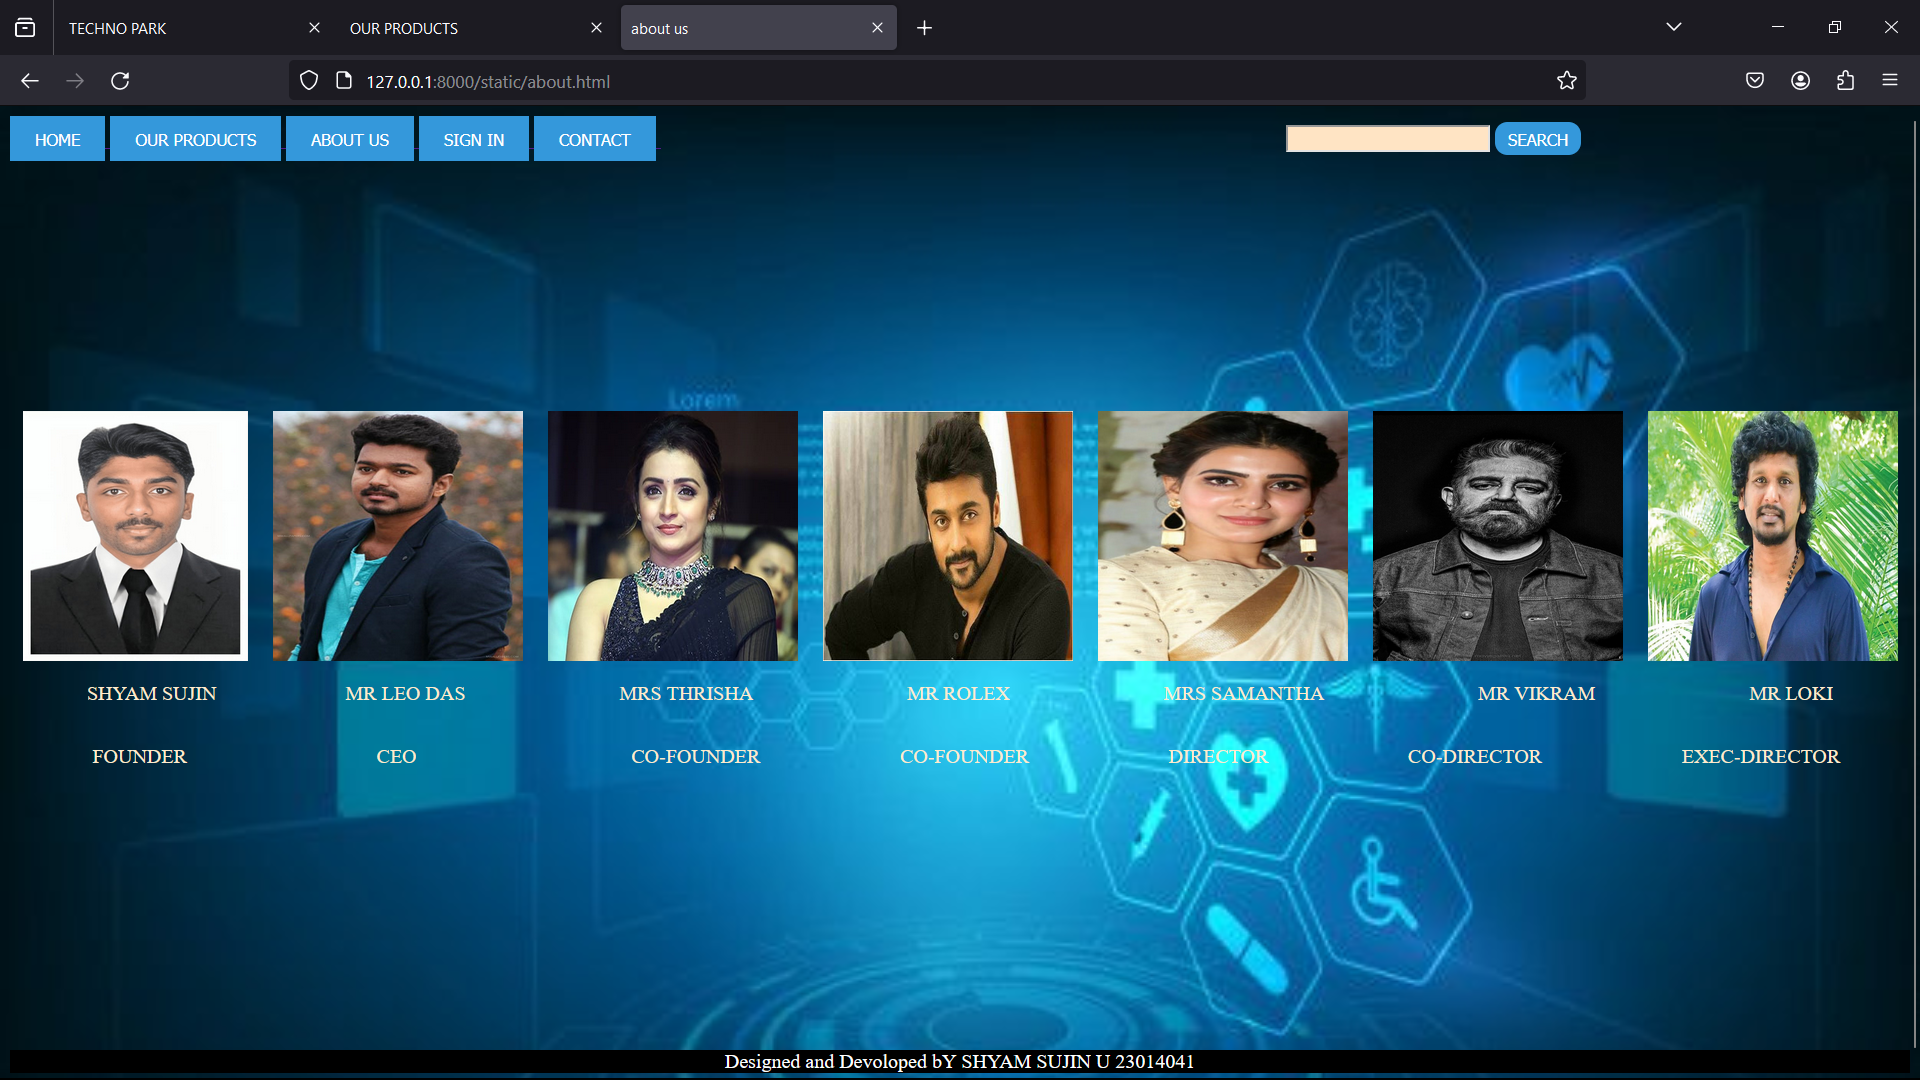 TECHNO PARK
OUR PRODUCTS
about us
127.0.0.1:8000/static/about.html
HOME
OUR PRODUCTS
ABOUT US
SIGN IN
CONTACT
SEARCH
Lorem
SHYAM SUJIN
MR LEO DAS
MRS THRISHA
MR ROLEX
MRS SAMANTHA
MR VIKRAM
MR LOKI
FOUNDER
CEO
CO-FOUNDER
CO-FOUNDER
DIRECTOR
CO-DIRECTOR
EXEC-DIRECTOR
Designed and Devoloped bY SHYAM SUJIN U 23014041